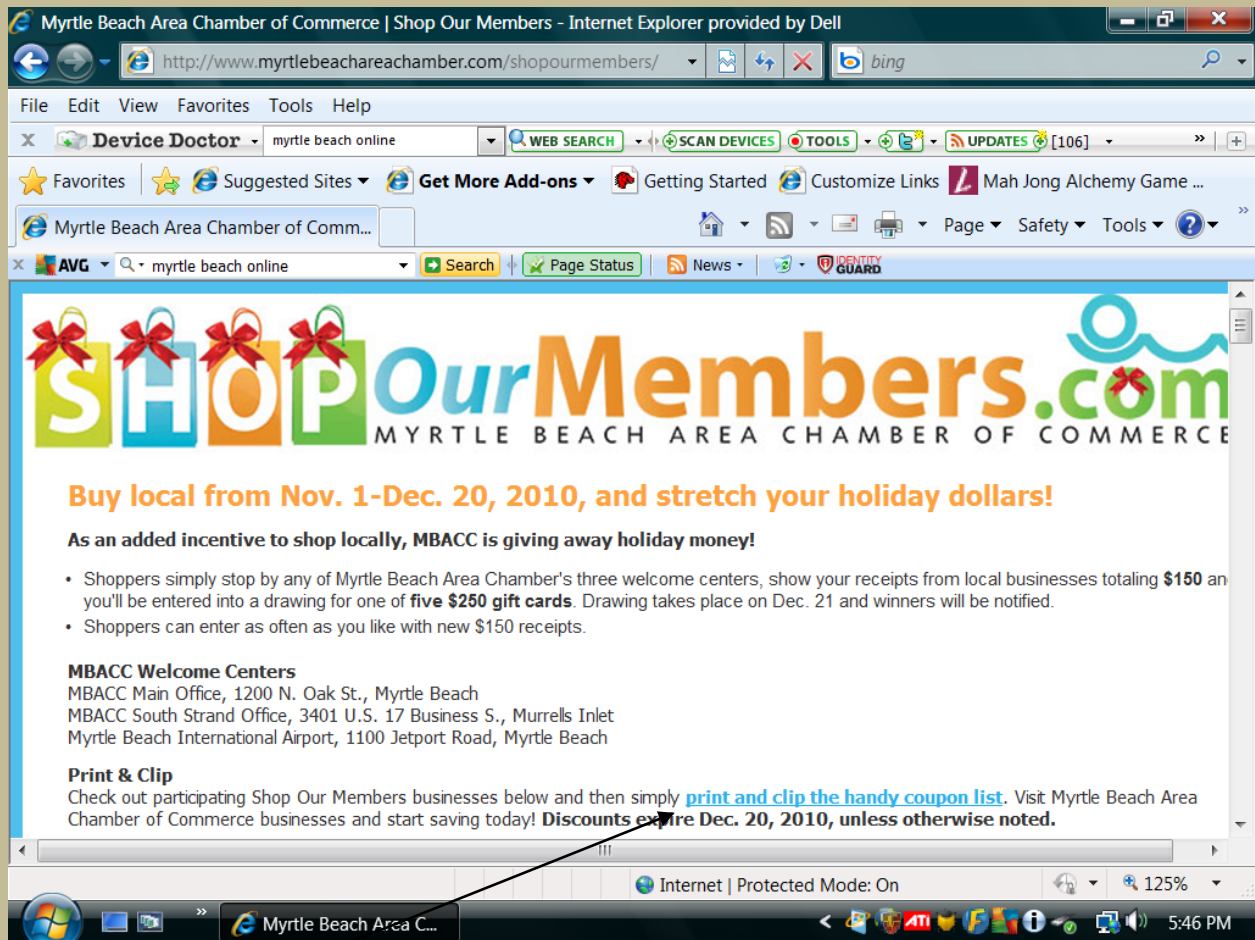 Myrtle Beach Area Chamber of Commerce | Shop Our Members - Internet Explorer provided by Dell
http://www.myrtlebeachareachamber.com/shopourmembers/ bing
File Edit View Favorites Tools Help
X Device Doctor myrtle beach online WEB SEARCH SCAN DEVICES TOOLS UPDATES [106] »
Favorites Suggested Sites Get More Add-ons Getting Started Customize Links Mah Jong Alchemy Game ...
Myrtle Beach Area Chamber of Comm... Page Safety Tools »
x AVG myrtle beach online Search Page Status News IDENTITY GUARD
SHOPOurMembers.com
MYRTLE BEACH AREA CHAMBER OF COMMERCE
Buy local from Nov. 1-Dec. 20, 2010, and stretch your holiday dollars!
As an added incentive to shop locally, MBACC is giving away holiday money!
• Shoppers simply stop by any of Myrtle Beach Area Chamber's three welcome centers, show your receipts from local businesses totaling $150 an
you'll be entered into a drawing for one of five $250 gift cards. Drawing takes place on Dec. 21 and winners will be notified.
• Shoppers can enter as often as you like with new $150 receipts.
MBACC Welcome Centers
MBACC Main Office, 1200 N. Oak St., Myrtle Beach
MBACC South Strand Office, 3401 U.S. 17 Business S., Murrells Inlet
Myrtle Beach International Airport, 1100 Jetport Road, Myrtle Beach
Print & Clip
Check out participating Shop Our Members businesses below and then simply print and clip the handy coupon list. Visit Myrtle Beach Area
Chamber of Commerce businesses and start saving today! Discounts expire Dec. 20, 2010, unless otherwise noted.
Internet | Protected Mode: On 125%
» Myrtle Beach Area C... < ATI 5:46 PM